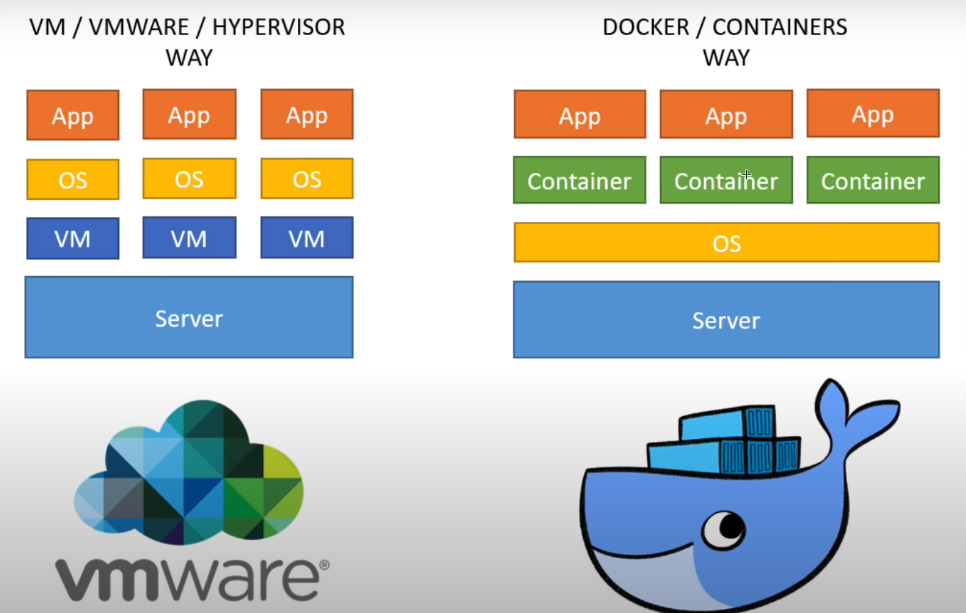 VM / VMWARE / HYPERVISOR
WAY
App App App
OS OS OS
VM VM VM
Server
vmware®
DOCKER / CONTAINERS
WAY
App App App
Container Container Container
OS
Server